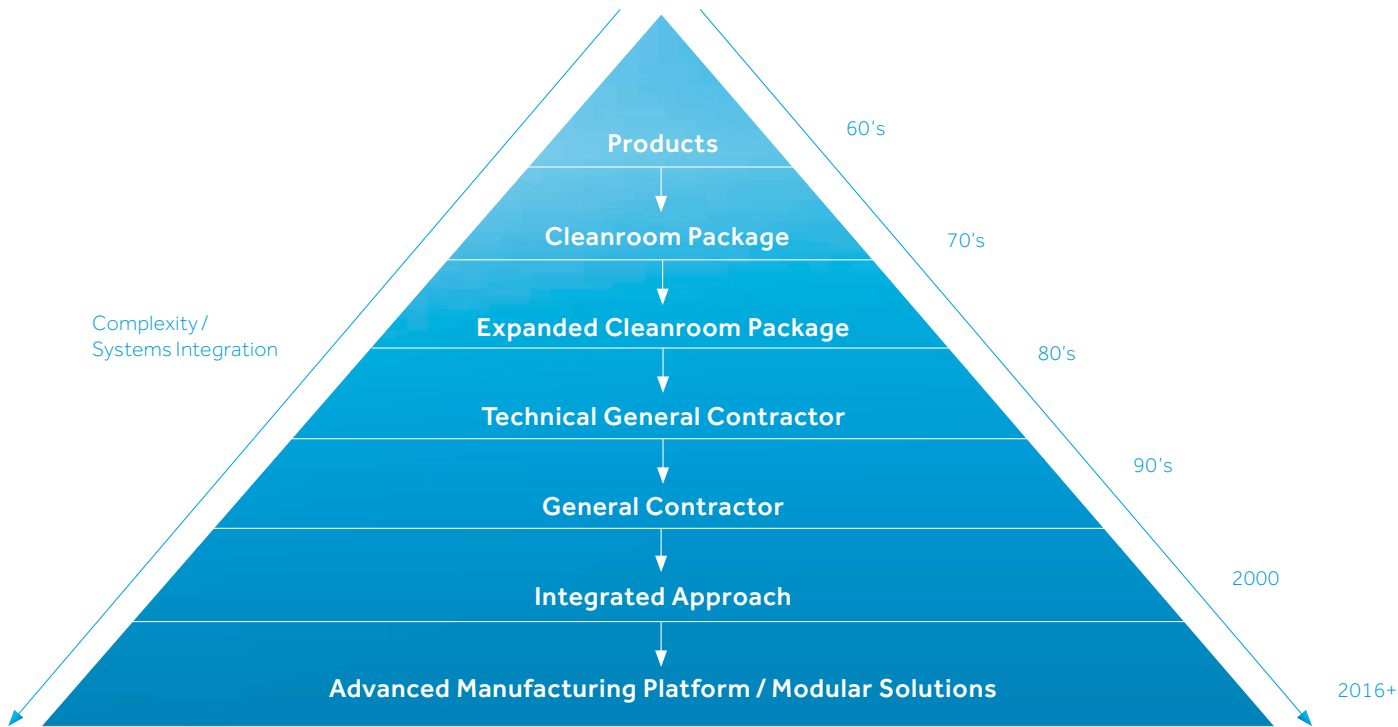 60's
Products
70's
Cleanroom Package
Complexity /
Systems Integration
Expanded Cleanroom Package
80's
Technical General Contractor
90's
General Contractor
2000
Integrated Approach
Advanced Manufacturing Platform / Modular Solutions
2016+